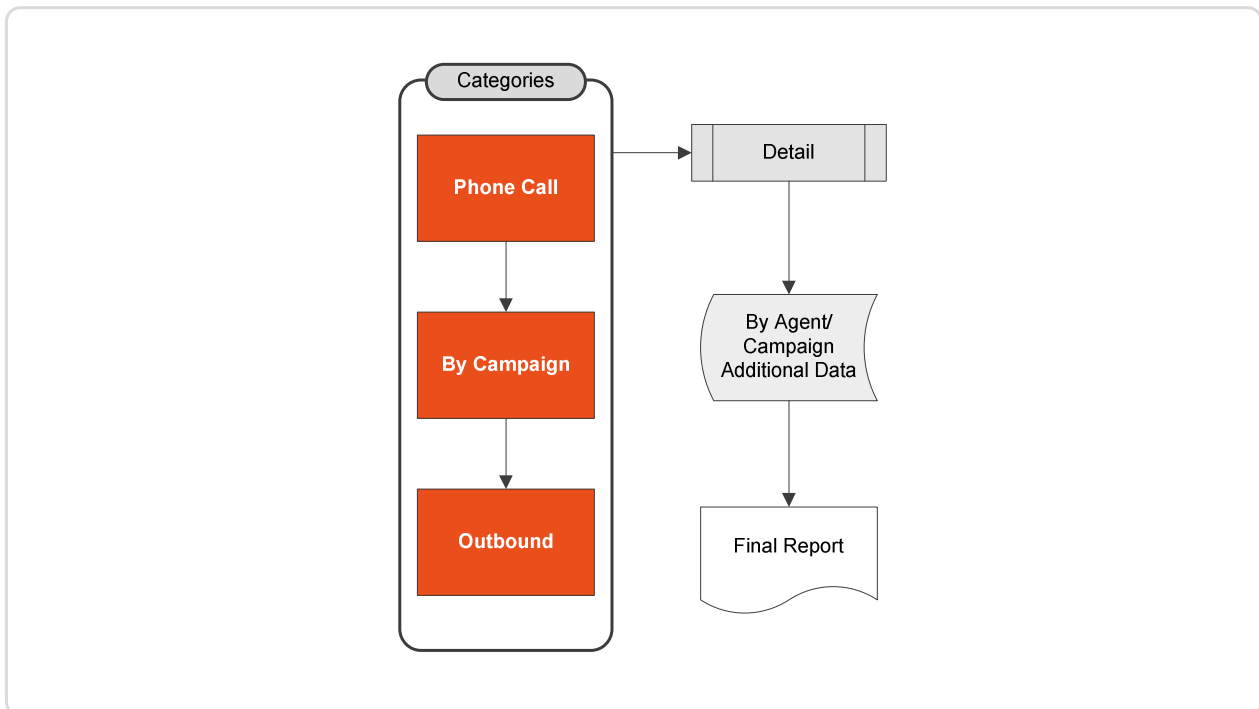 Categories
Phone Call
By Campaign
Outbound
Detail
By Agent/
Campaign
Additional Data
Final Report